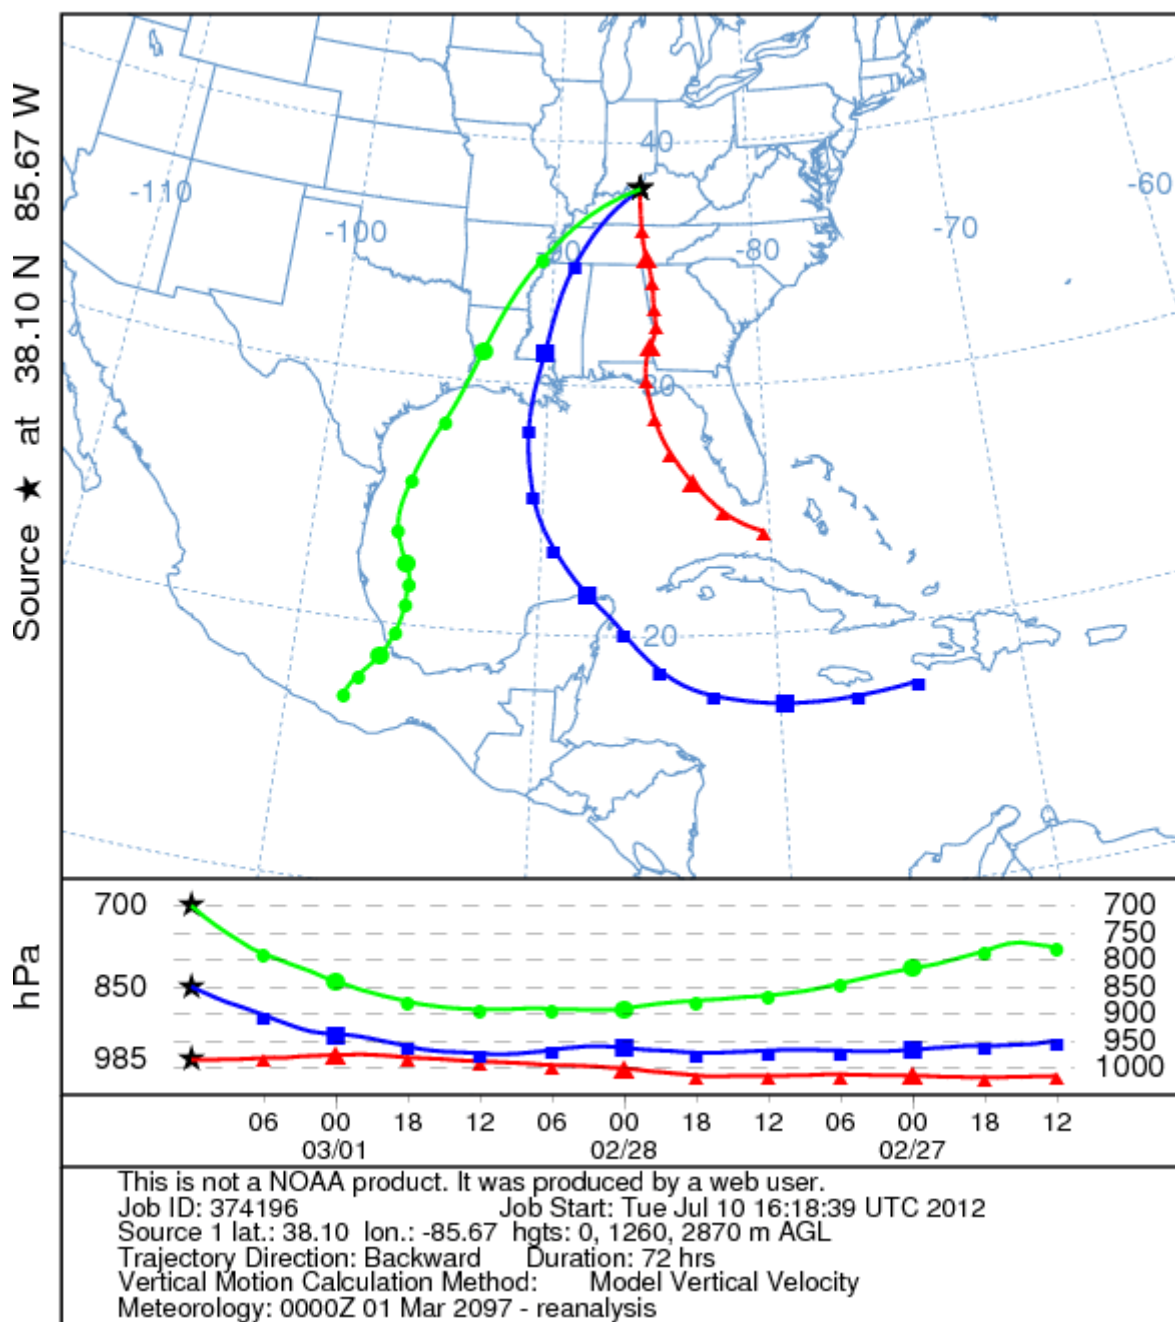 Source ★ at 38.10 N 85.67 W
40
-110
-100
-90
-80
-70
-60
30
20
hPa
700
850
985
700
750
800
850
900
950
1000
06 00 18 12 06 00 18 12 06 00 18 12
03/01 02/28 02/27
This is not a NOAA product. It was produced by a web user.
Job ID: 374196 Job Start: Tue Jul 10 16:18:39 UTC 2012
Source 1 lat.: 38.10 lon.: -85.67 hgts: 0, 1260, 2870 m AGL
Trajectory Direction: Backward Duration: 72 hrs
Vertical Motion Calculation Method: Model Vertical Velocity
Meteorology: 0000Z 01 Mar 2097 - reanalysis